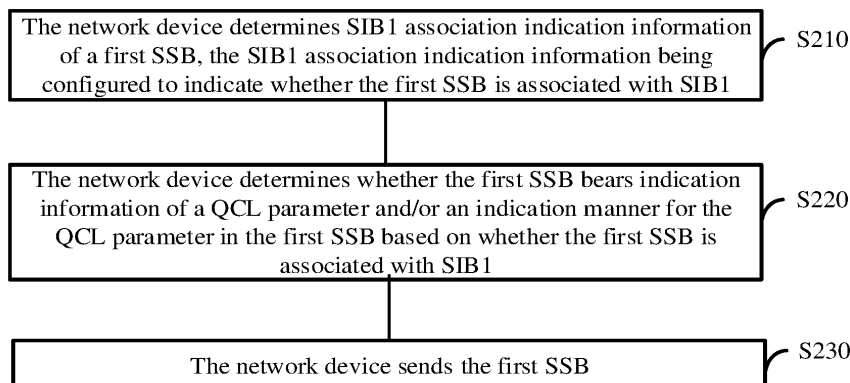 The network device determines SIB1 association indication information
of a first SSB, the SIB1 association indication information being
configured to indicate whether the first SSB is associated with SIB1
S210
The network device determines whether the first SSB bears indication
information of a QCL parameter and/or an indication manner for the
QCL parameter in the first SSB based on whether the first SSB is
associated with SIB1
S220
The network device sends the first SSB
S230